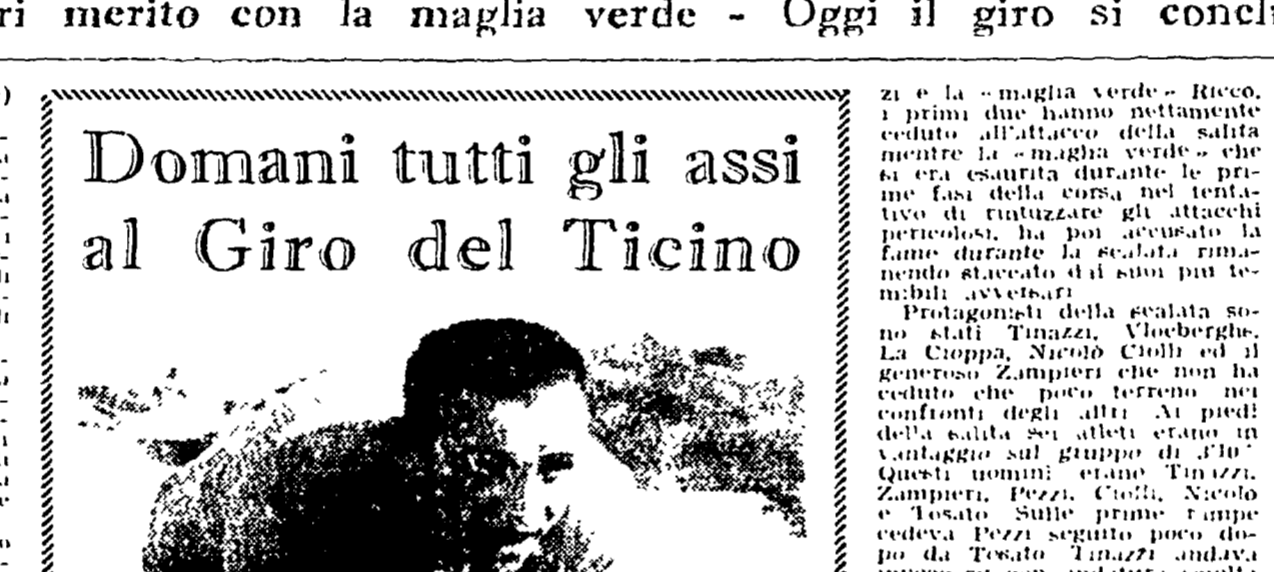 merito con la maglia verde - Oggi il giro si
Domani tutti gli assi
al Giro del Ticino
zi e la «maglia verde» Ricco,
i primi due hanno nettamente
ceduto all'attacco della salita
mentre la «maglia verde» che
si era esaurita durante le pri-
me fasi della corsa nel tenta-
tivo di rintuzzare gli attacchi
pericolosi, ha poi accusato la
fame durante la scalata rima-
nendo staccato dai suoi più te-
mibili avversari
Protagonisti della scalata so-
no stati Tinazzi, Vloeberghe,
La Cioppa, Nicolò Ciolli ed il
generoso Zampieri che non ha
ceduto che poco terreno nei
confronti degli altri Ai piedi
della salita sei atleti erano in
vantaggio sul gruppo di
Questi uomini erano Tinazzi,
Zampieri, Pezzi, Ciolli, Nicolò
e Tosato Sulle prime rampe
cedeva Pezzi seguito poco do-
po da Tosato Tinazzi andava